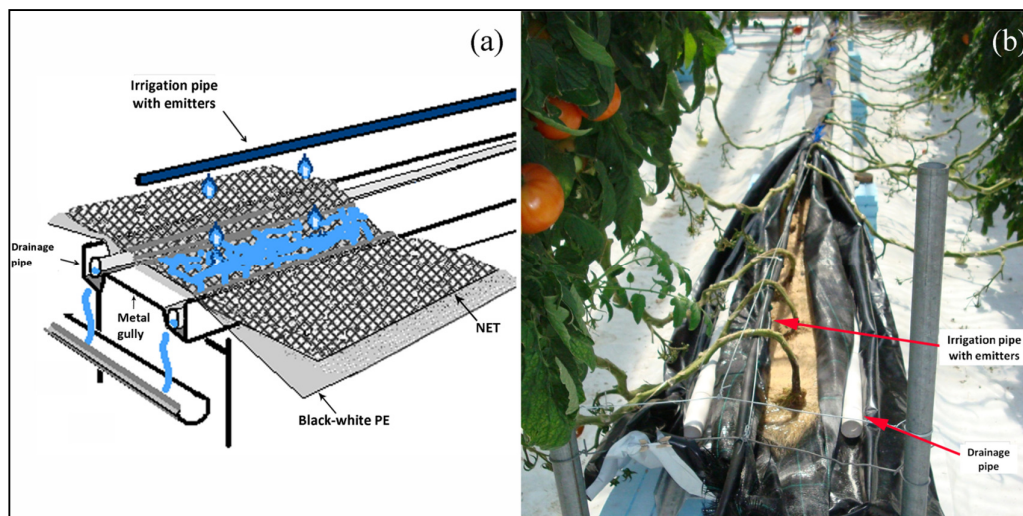 (a)
Irrigation pipe
with emitters
Drainage
pipe
Metal
gully
NET
Black-white PE
(b)
Irrigation pipe
with emitters
Drainage
pipe